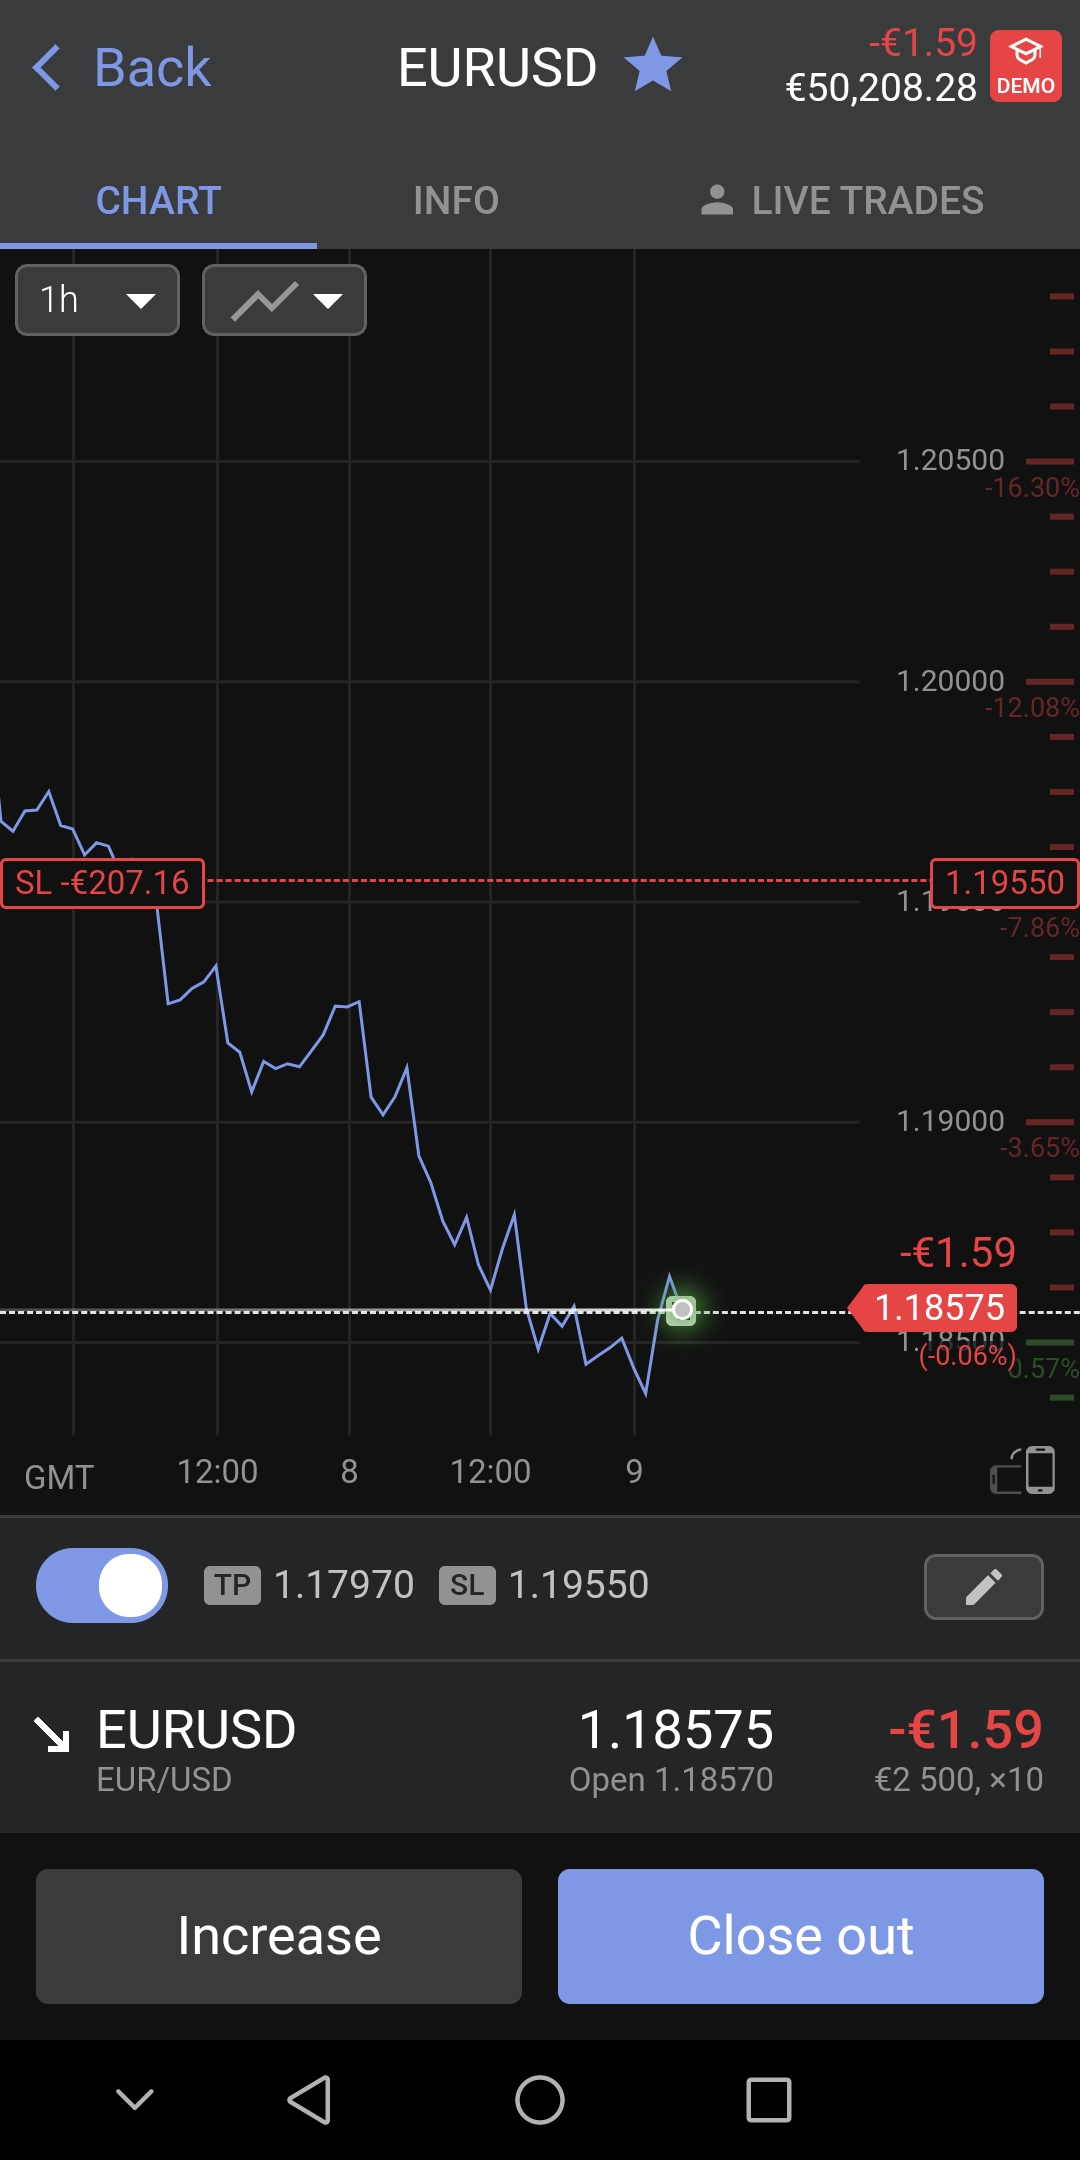 Back
EURUSD
-€1.59
€50,208.28
DEMO
CHART
INFO
LIVE TRADES
1h
1.20500
-16.30%
1.20000
-12.08%
SL -€207.16
1.19550
-7.86%
1.19000
-3.65%
-€1.59
1.18575
1.18500
(-0.06%)
0.57%
GMT
12:00
8
12:00
9
TP 1.17970 SL 1.19550
EURUSD
1.18575
-€1.59
EUR/USD
Open 1.18570
€2 500, ×10
Increase
Close out